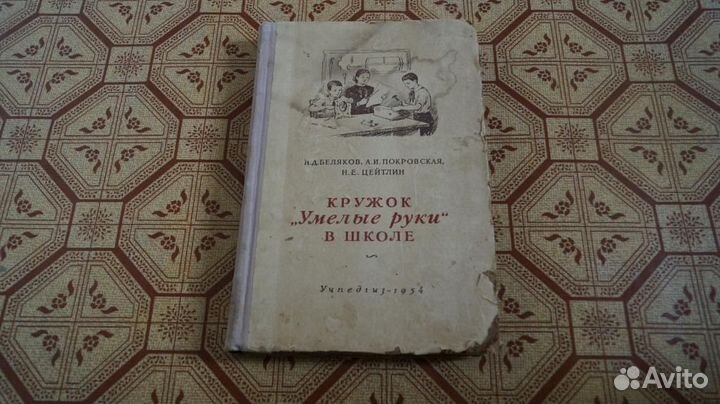 Н.Д.БЕЛЯКОВ, А.И.ПОКРОВСКАЯ,
Н.Е. ЦЕЙТЛИН
КРУЖОК
„Умелые руки“
В ШКОЛЕ
Учпедгиз–1954
Avito